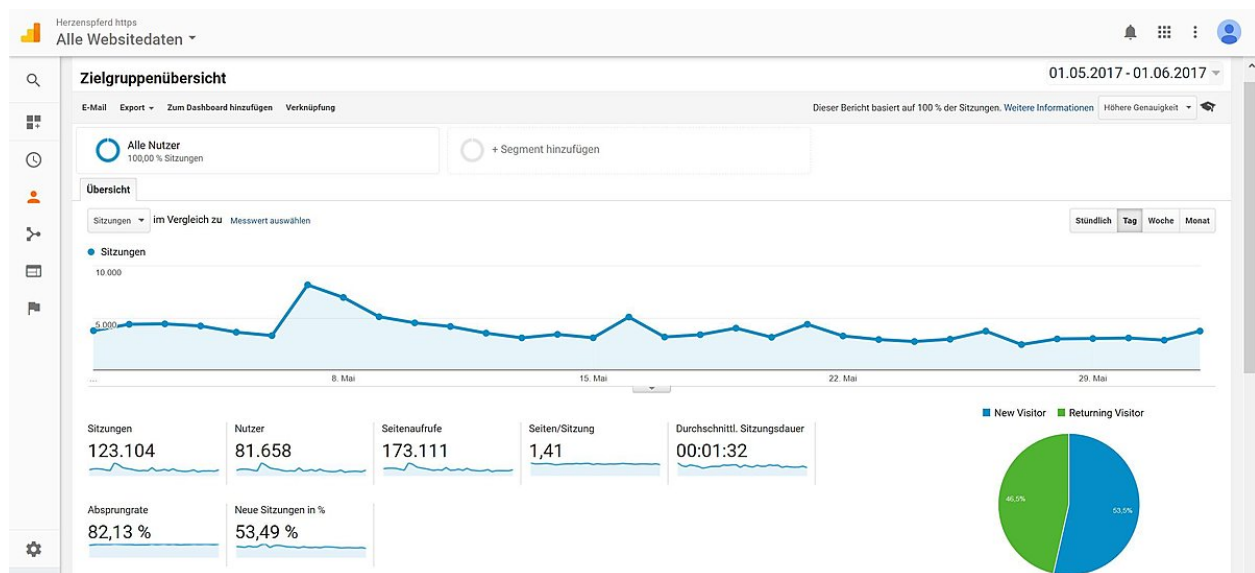 Herzenspferd https
Alle Websitedaten
Zielgruppenübersicht
01.05.2017 - 01.06.2017
E-Mail Export Zum Dashboard hinzufügen Verknüpfung
Dieser Bericht basiert auf 100 % der Sitzungen. Weitere Informationen Höhere Genauigkeit
Alle Nutzer
100,00 % Sitzungen
+ Segment hinzufügen
Übersicht
Sitzungen im Vergleich zu Messwert auswählen
Stündlich Tag Woche Monat
Sitzungen
10.000
5.000
... 8. Mai 15. Mai 22. Mai 29. Mai
New Visitor Returning Visitor
Sitzungen
123.104
Nutzer
81.658
Seitenaufrufe
173.111
Seiten/Sitzung
1,41
Durchschnittl. Sitzungsdauer
00:01:32
Absprungrate
82,13 %
Neue Sitzungen in %
53,49 %
46,5%
53,5%